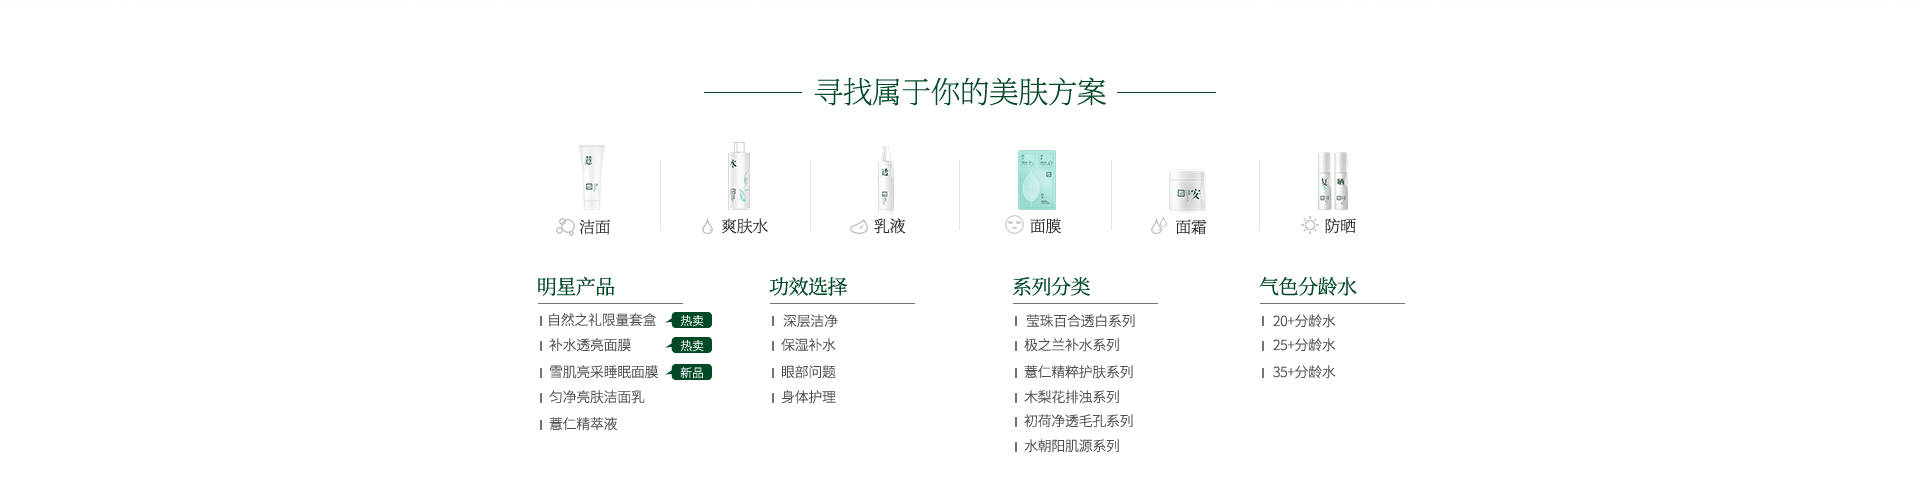 寻找属于你的美肤方案
洁面
爽肤水
乳液
面膜
面霜
防晒
明星产品
自然之礼限量套盒 热卖
补水透亮面膜 热卖
雪肌亮采睡眠面膜 新品
匀净亮肤洁面乳
薏仁精萃液
功效选择
深层洁净
保湿补水
眼部问题
身体护理
系列分类
莹珠百合透白系列
极之兰补水系列
薏仁精粹护肤系列
木梨花排浊系列
初荷净透毛孔系列
水朝阳肌源系列
气色分龄水
20+分龄水
25+分龄水
35+分龄水